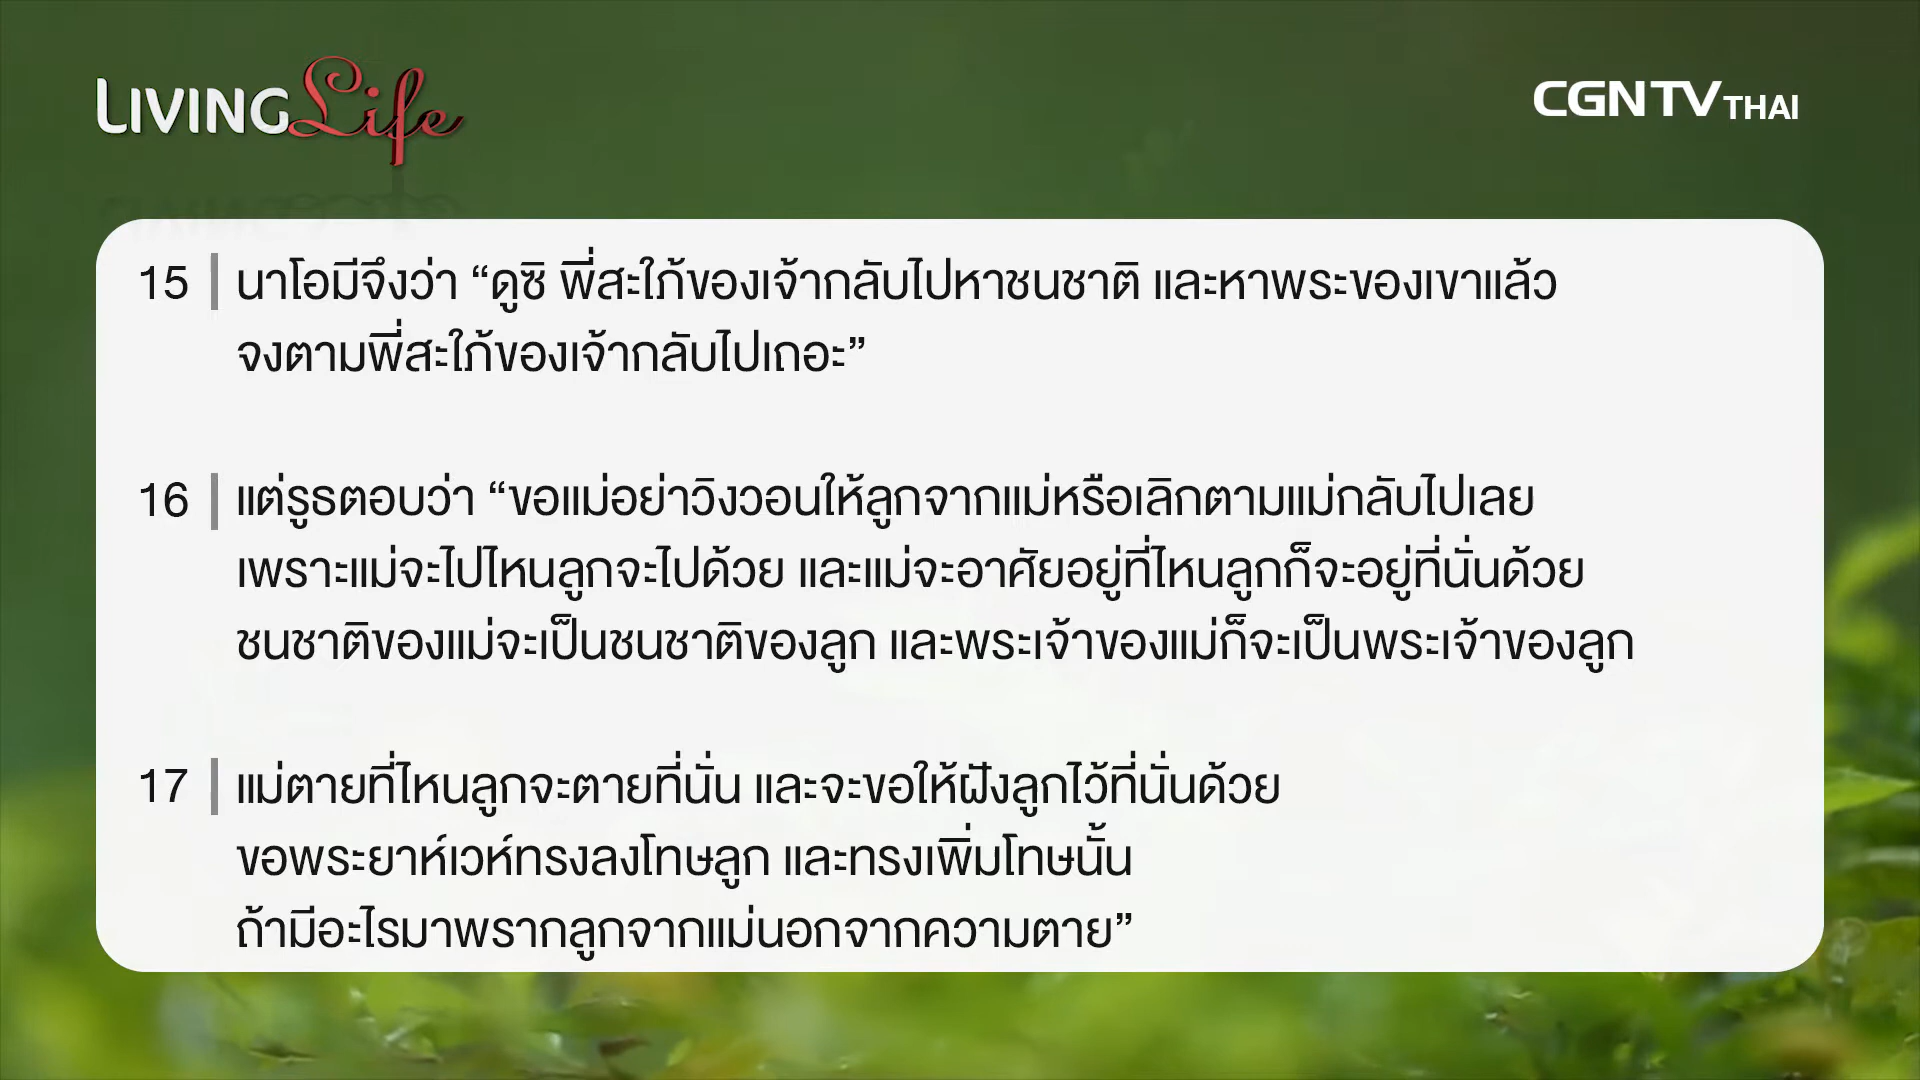 LIVING Life
CGNTV THAI
15 นาโอมีจึงว่า “ดูซิ พี่สะใภ้ของเจ้ากลับไปหาชนชาติ และหาพระของเขาแล้ว
จงตามพี่สะใภ้ของเจ้ากลับไปเถอะ”
16 แต่รูธตอบว่า “ขอแม่อย่าวิงวอนให้ลูกจากแม่หรือเลิกตามแม่กลับไปเลย
เพราะแม่จะไปไหนลูกจะไปด้วย และแม่จะอาศัยอยู่ที่ไหนลูกก็จะอยู่ที่นั่นด้วย
ชนชาติของแม่จะเป็นชนชาติของลูก และพระเจ้าของแม่ก็จะเป็นพระเจ้าของลูก
17 แม่ตายที่ไหนลูกจะตายที่นั่น และจะขอให้ฝังลูกไว้ที่นั่นด้วย
ขอพระยาห์เวห์ทรงลงโทษลูก และทรงเพิ่มโทษนั้น
ถ้ามีอะไรมาพรากลูกจากแม่นอกจากความตาย”